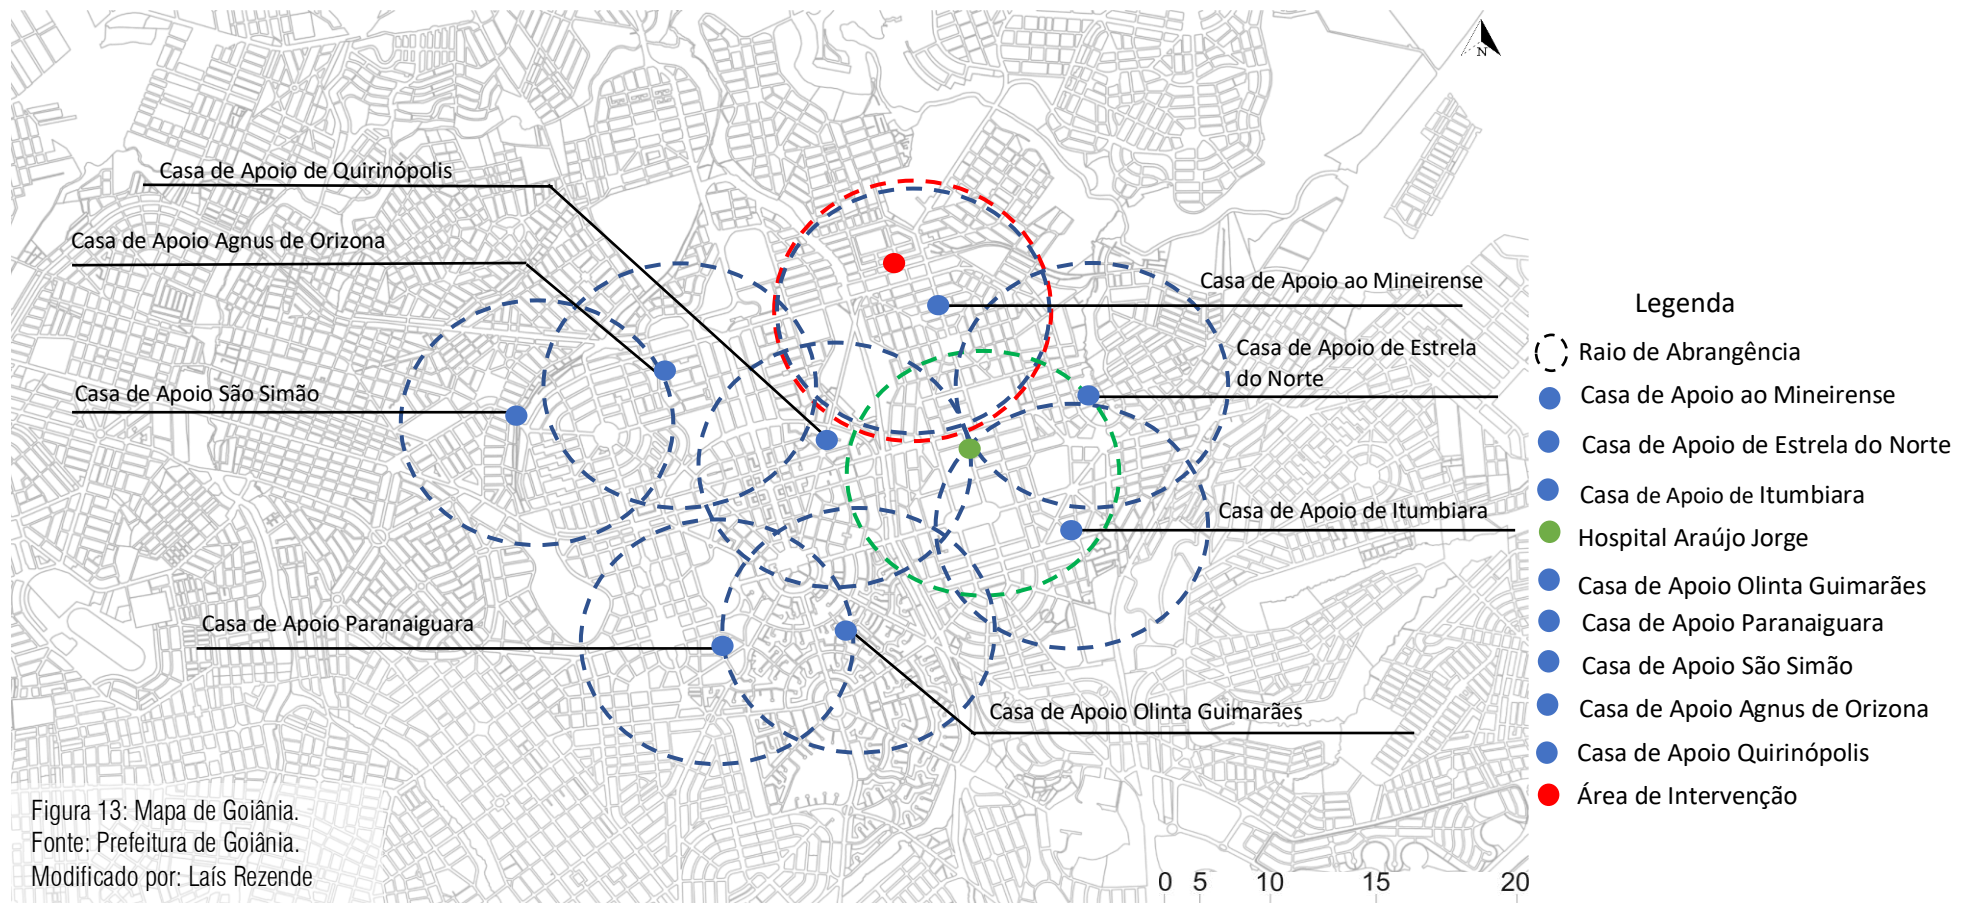 N
Casa de Apoio de Quirinópolis
Casa de Apoio Agnus de Orizona
Casa de Apoio São Simão
Casa de Apoio Paranaiguara
Casa de Apoio ao Mineirense
Casa de Apoio de Estrela
do Norte
Casa de Apoio de Itumbiara
Casa de Apoio Olinta Guimarães
Legenda
Raio de Abrangência
Casa de Apoio ao Mineirense
Casa de Apoio de Estrela do Norte
Casa de Apoio de Itumbiara
Hospital Araújo Jorge
Casa de Apoio Olinta Guimarães
Casa de Apoio Paranaiguara
Casa de Apoio São Simão
Casa de Apoio Agnus de Orizona
Casa de Apoio Quirinópolis
Área de Intervenção
Figura 13: Mapa de Goiânia.
Fonte: Prefeitura de Goiânia.
Modificado por: Laís Rezende
0 5 10 15 20